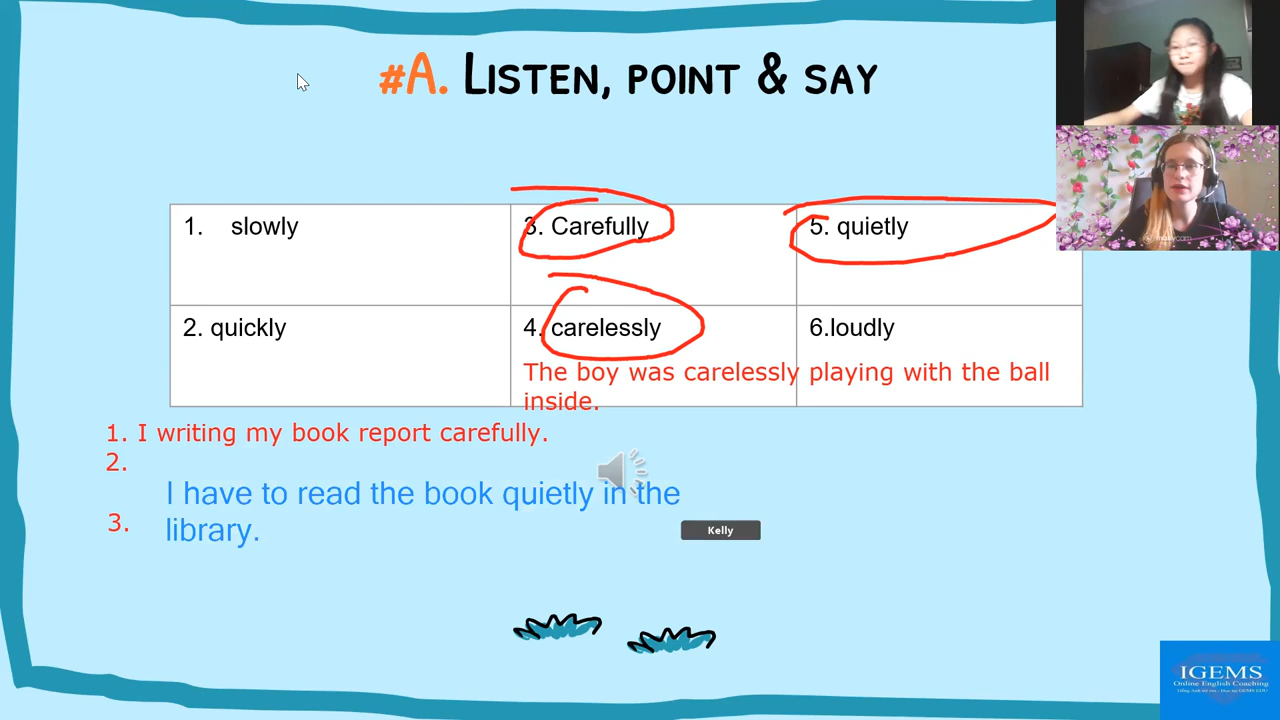 #A. LISTEN, POINT & SAY
1. slowly
3. Carefully
5. quietly
2. quickly
4. carelessly
6.loudly
The boy was carelessly playing with the ball
inside.
1. I writing my book report carefully.
2.
I have to read the book quietly in the
3.
library.
Kelly
IGEMS
Online English Coaching